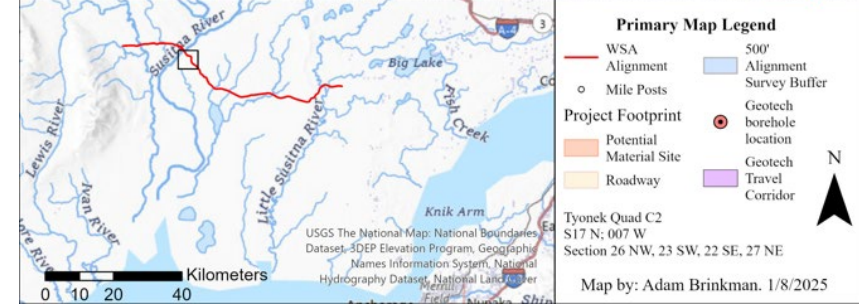 Susitna River
A-4
3
Big Lake
Fish Creek
Lewis River
Little Susitna River
Ivan River
Knik Arm
USGS The National Map: National Boundaries
Dataset, 3DEP Elevation Program, Geographic
Names Information System, National
Hydrography Dataset, National Land
Kilometers
0 10 20 40
Primary Map Legend
WSA
Alignment
Mile Posts
Project Footprint
Potential
Material Site
Roadway
500'
Alignment
Survey Buffer
Geotech
borehole
location
Geotech
Travel
Corridor
N
Tyonek Quad C2
S17 N; 007 W
Section 26 NW, 23 SW, 22 SE, 27 NE
Map by: Adam Brinkman. 1/8/2025